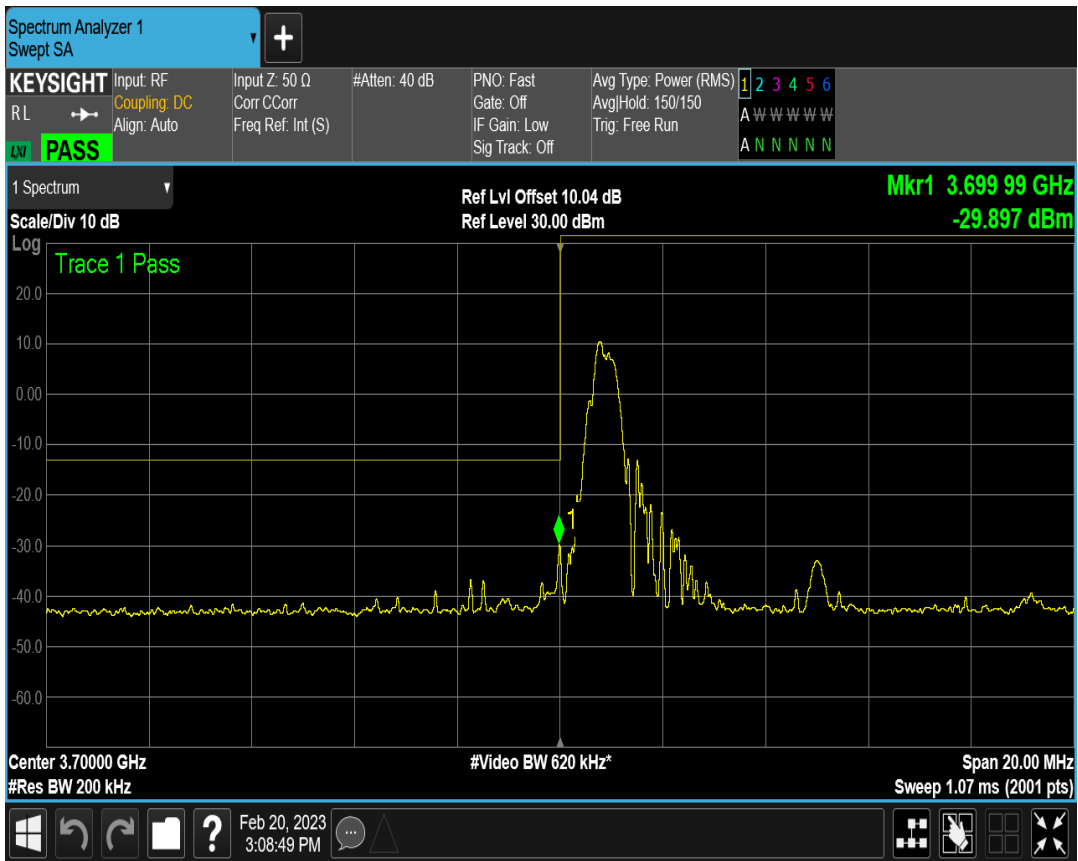 Spectrum Analyzer 1
Swept SA
KEYSIGHT
R L
LXI PASS
Input: RF
Coupling: DC
Align: Auto
Input Z: 50 Ω
Corr CCorr
Freq Ref: Int (S)
#Atten: 40 dB
PNO: Fast
Gate: Off
IF Gain: Low
Sig Track: Off
Avg Type: Power (RMS)
Avg|Hold: 150/150
Trig: Free Run
1 2 3 4 5 6
A W W W W W
A N N N N N
1 Spectrum
Scale/Div 10 dB
Ref Lvl Offset 10.04 dB
Ref Level 30.00 dBm
Mkr1 3.699 99 GHz
-29.897 dBm
Log
Trace 1 Pass
20.0
10.0
0.00
-10.0
-20.0
1
-30.0
-40.0
-50.0
-60.0
Center 3.70000 GHz
#Res BW 200 kHz
#Video BW 620 kHz*
Span 20.00 MHz
Sweep 1.07 ms (2001 pts)
?
Feb 20, 2023
3:08:49 PM